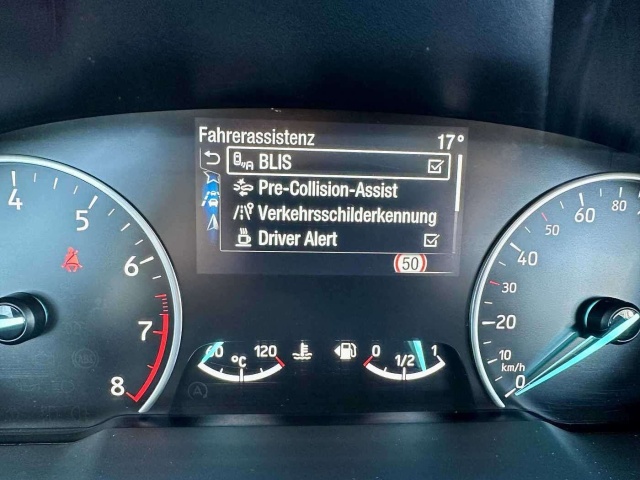 Fahrerassistenz 17°
BLIS
Pre-Collision-Assist
Verkehrsschilderkennung
Driver Alert
50
4 5 6 7 8
60 °C 120
0 1/2 1
0 10 20 30 40 50 60 80
km/h